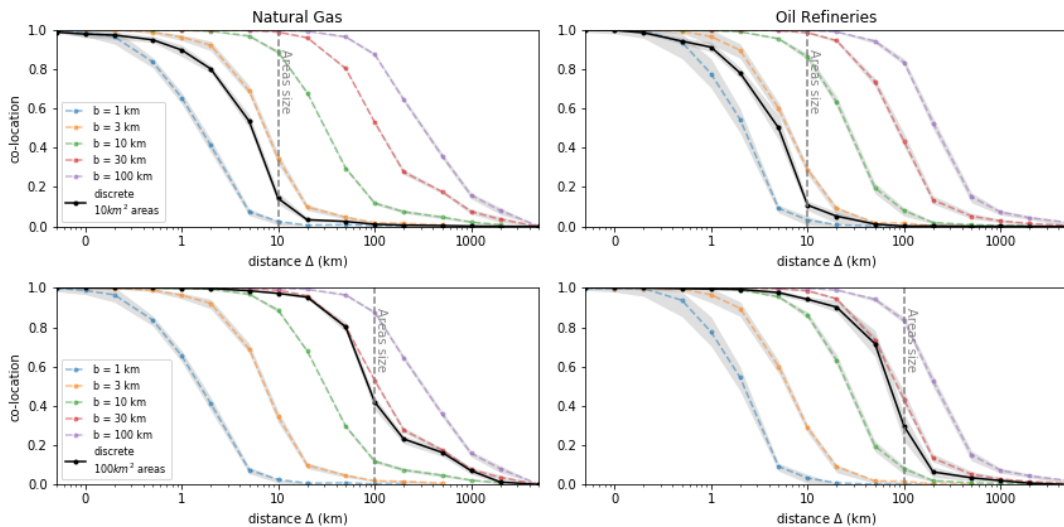 Natural Gas
1.0
0.8
0.6
0.4
0.2
0.0
co-location
b = 1 km
b = 3 km
b = 10 km
b = 30 km
b = 100 km
discrete
10km² areas
Areas size
0 1 10 100 1000
distance Δ (km)
Oil Refineries
1.0
0.8
0.6
0.4
0.2
0.0
co-location
Areas size
0 1 10 100 1000
distance Δ (km)
1.0
0.8
0.6
0.4
0.2
0.0
co-location
b = 1 km
b = 3 km
b = 10 km
b = 30 km
b = 100 km
discrete
100km² areas
Areas size
0 1 10 100 1000
distance Δ (km)
1.0
0.8
0.6
0.4
0.2
0.0
co-location
Areas size
0 1 10 100 1000
distance Δ (km)